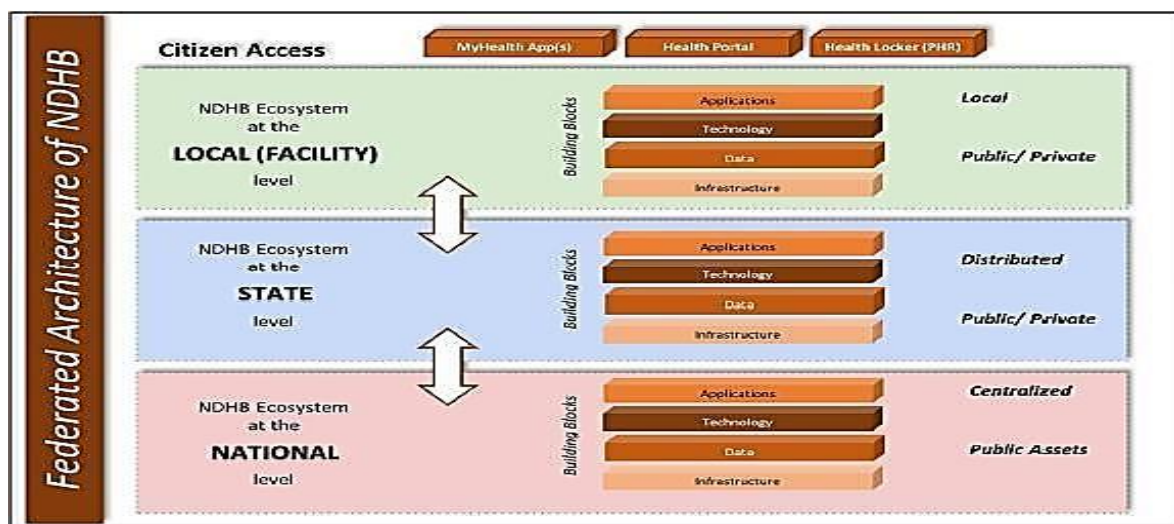 Federated Architecture of NDHB
Citizen Access
MyHealth App(s)
Health Portal
Health Locker (PHR)
NDHB Ecosystem
at the
LOCAL (FACILITY)
level
Building Blocks
Applications
Technology
Data
Infrastructure
Local
Public/ Private
NDHB Ecosystem
at the
STATE
level
Building Blocks
Applications
Technology
Data
Infrastructure
Distributed
Public/ Private
NDHB Ecosystem
at the
NATIONAL
level
Building Blocks
Applications
Technology
Data
Infrastructure
Centralized
Public Assets